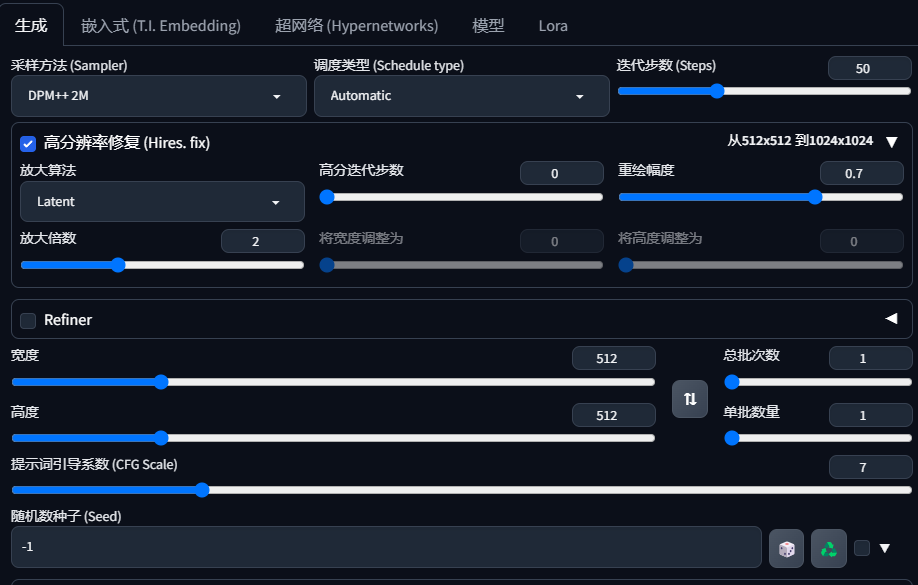 生成 嵌入式 (T.I. Embedding) 超网络 (Hypernetworks) 模型 Lora
采样方法 (Sampler) 调度类型 (Schedule type) 迭代步数 (Steps) 50
DPM++ 2M Automatic
高分辨率修复 (Hires. fix) 从512x512 到1024x1024
放大算法 高分迭代步数 0 重绘幅度 0.7
Latent
放大倍数 2 将宽度调整为 0 将高度调整为 0
Refiner
宽度 512 总批次数 1
高度 512 单批数量 1
提示词引导系数 (CFG Scale) 7
随机数种子 (Seed)
-1